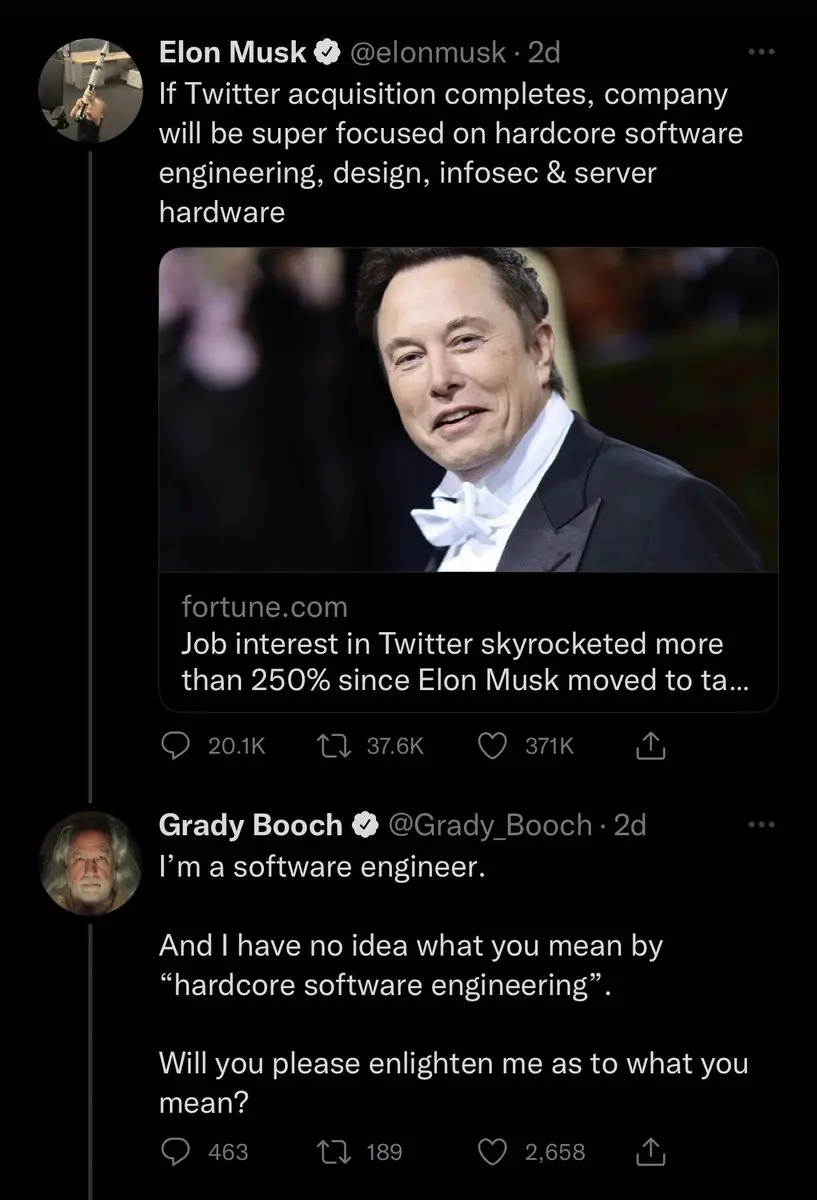 Elon Musk @elonmusk · 2d
If Twitter acquisition completes, company
will be super focused on hardcore software
engineering, design, infosec & server
hardware
fortune.com
Job interest in Twitter skyrocketed more
than 250% since Elon Musk moved to ta...
20.1K 37.6K 371K
Grady Booch @Grady_Booch · 2d
I’m a software engineer.
And I have no idea what you mean by
“hardcore software engineering”.
Will you please enlighten me as to what you
mean?
463 189 2,658